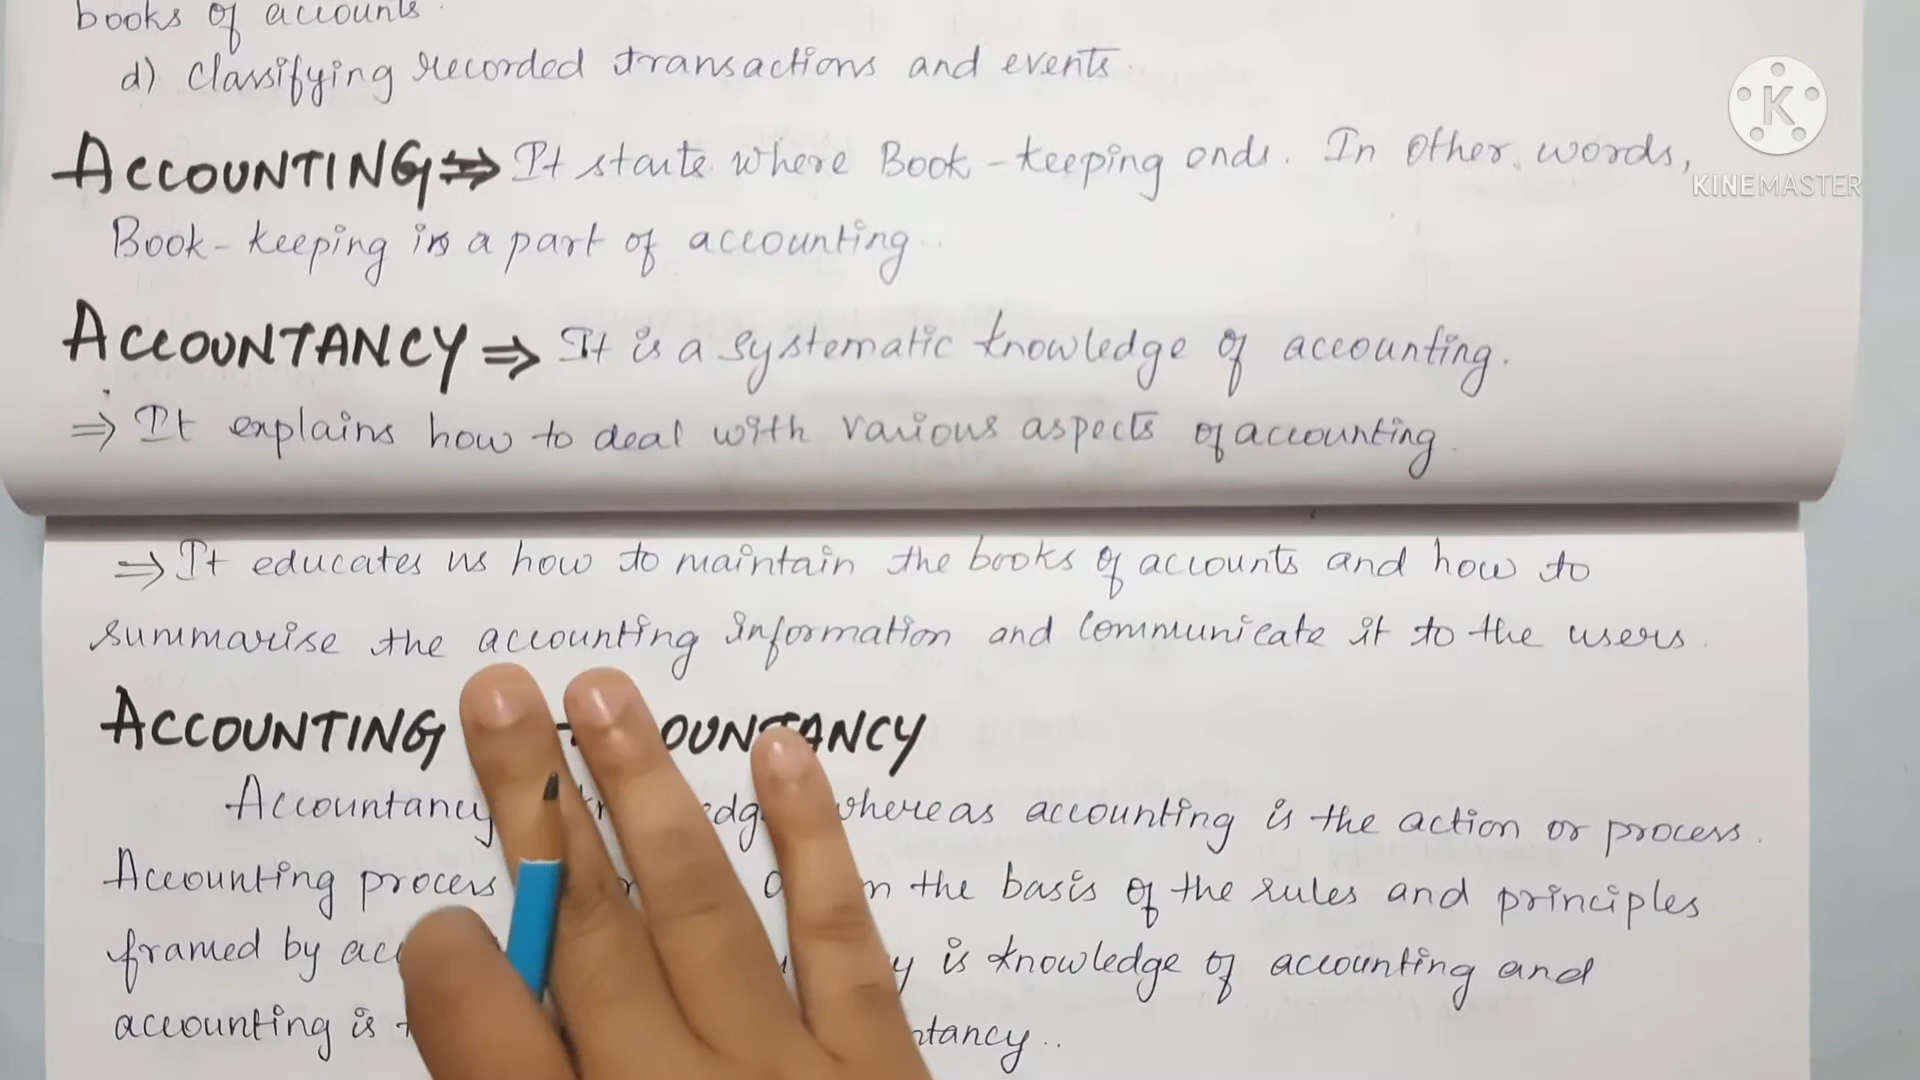 books of accounts.
d) classifying recorded transactions and events.
ACCOUNTING ⇒ It starts where Book-keeping ends. In other words,
Book-keeping is a part of accounting..
ACCOUNTANCY ⇒ It is a systematic knowledge of accounting.
⇒ It explains how to deal with various aspects of accounting.
⇒ It educates us how to maintain the books of accounts and how to
summarise the accounting information and communicate it to the users.
ACCOUNTING OUNTANCY
Accountancy whereas accounting is the action or process.
Accounting process the basis of the rules and principles
framed by is knowledge of accounting and
accounting is
K
KINEMASTER